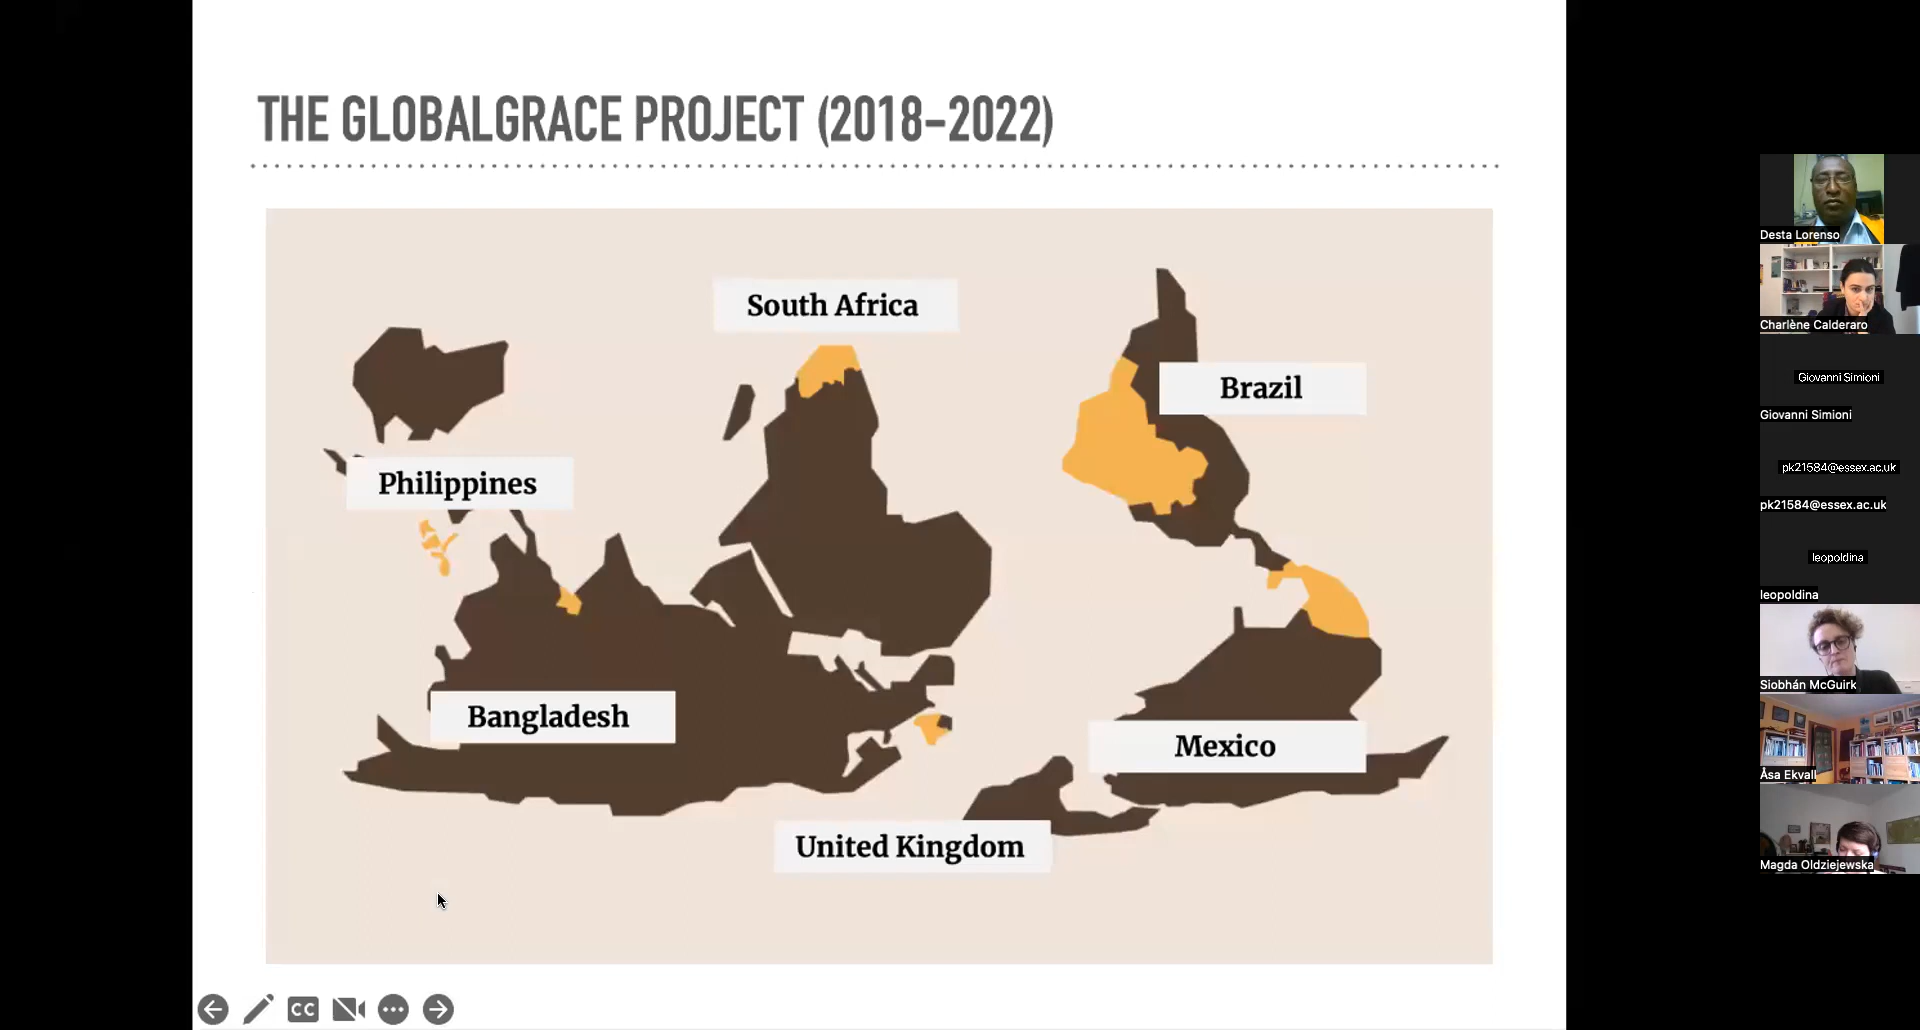 THE GLOBALGRACE PROJECT (2018–2022)
South Africa
Brazil
Philippines
Bangladesh
Mexico
United Kingdom
CC
Desta Lorenso
Charlène Calderaro
Giovanni Simioni
Giovanni Simioni
pk21584@essex.ac.uk
pk21584@essex.ac.uk
leopoldina
leopoldina
Siobhán McGuirk
Åsa Ekvall
Magda Oldziejewska